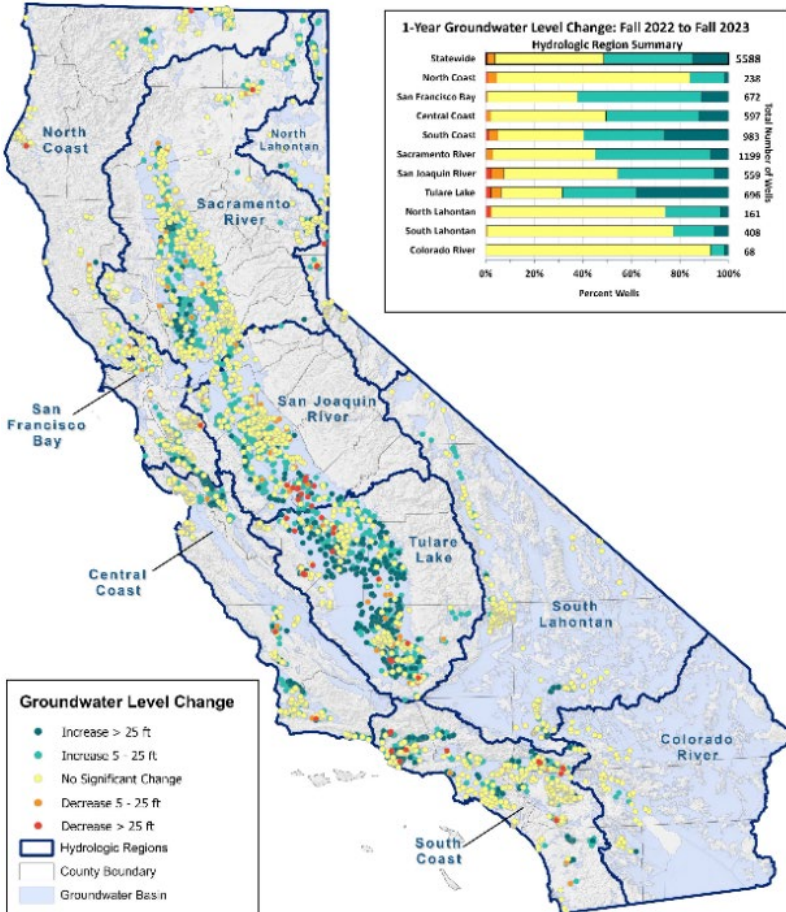 1-Year Groundwater Level Change: Fall 2022 to Fall 2023
Hydrologic Region Summary
Statewide 5588
North Coast 238
San Francisco Bay 672
Central Coast 597
South Coast 983
Sacramento River 1199
San Joaquin River 559
Tulare Lake 696
North Lahontan 161
South Lahontan 408
Colorado River 68
Total Number of Wells
0% 20% 40% 60% 80% 100%
Percent Wells
North
Coast
North
Lahontan
Sacramento
River
San
Francisco
Bay
San Joaquin
River
Central
Coast
Tulare
Lake
South
Lahontan
Colorado
River
South
Coast
Groundwater Level Change
Increase > 25 ft
Increase 5 - 25 ft
No Significant Change
Decrease 5 - 25 ft
Decrease > 25 ft
Hydrologic Regions
County Boundary
Groundwater Basin